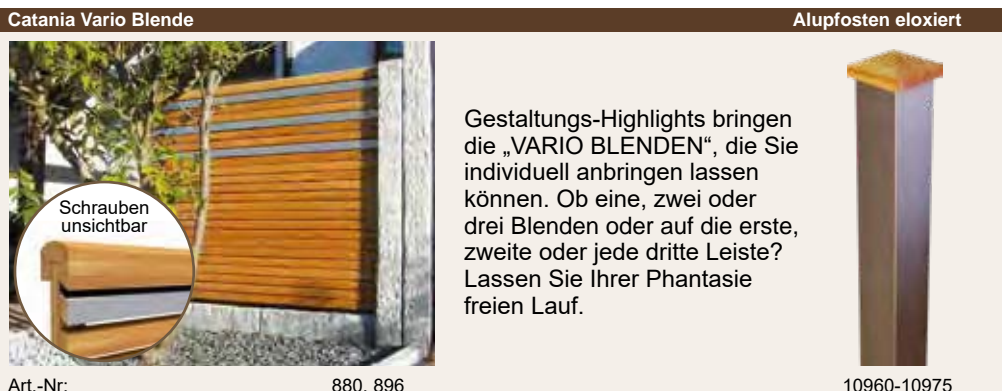 Catania Vario Blende
Alupfosten eloxiert
Schrauben
unsichtbar
Gestaltungs-Highlights bringen
die „VARIO BLENDEN“, die Sie
individuell anbringen lassen
können. Ob eine, zwei oder
drei Blenden oder auf die erste,
zweite oder jede dritte Leiste?
Lassen Sie Ihrer Phantasie
freien Lauf.
Art.-Nr: 880, 896
10960-10975